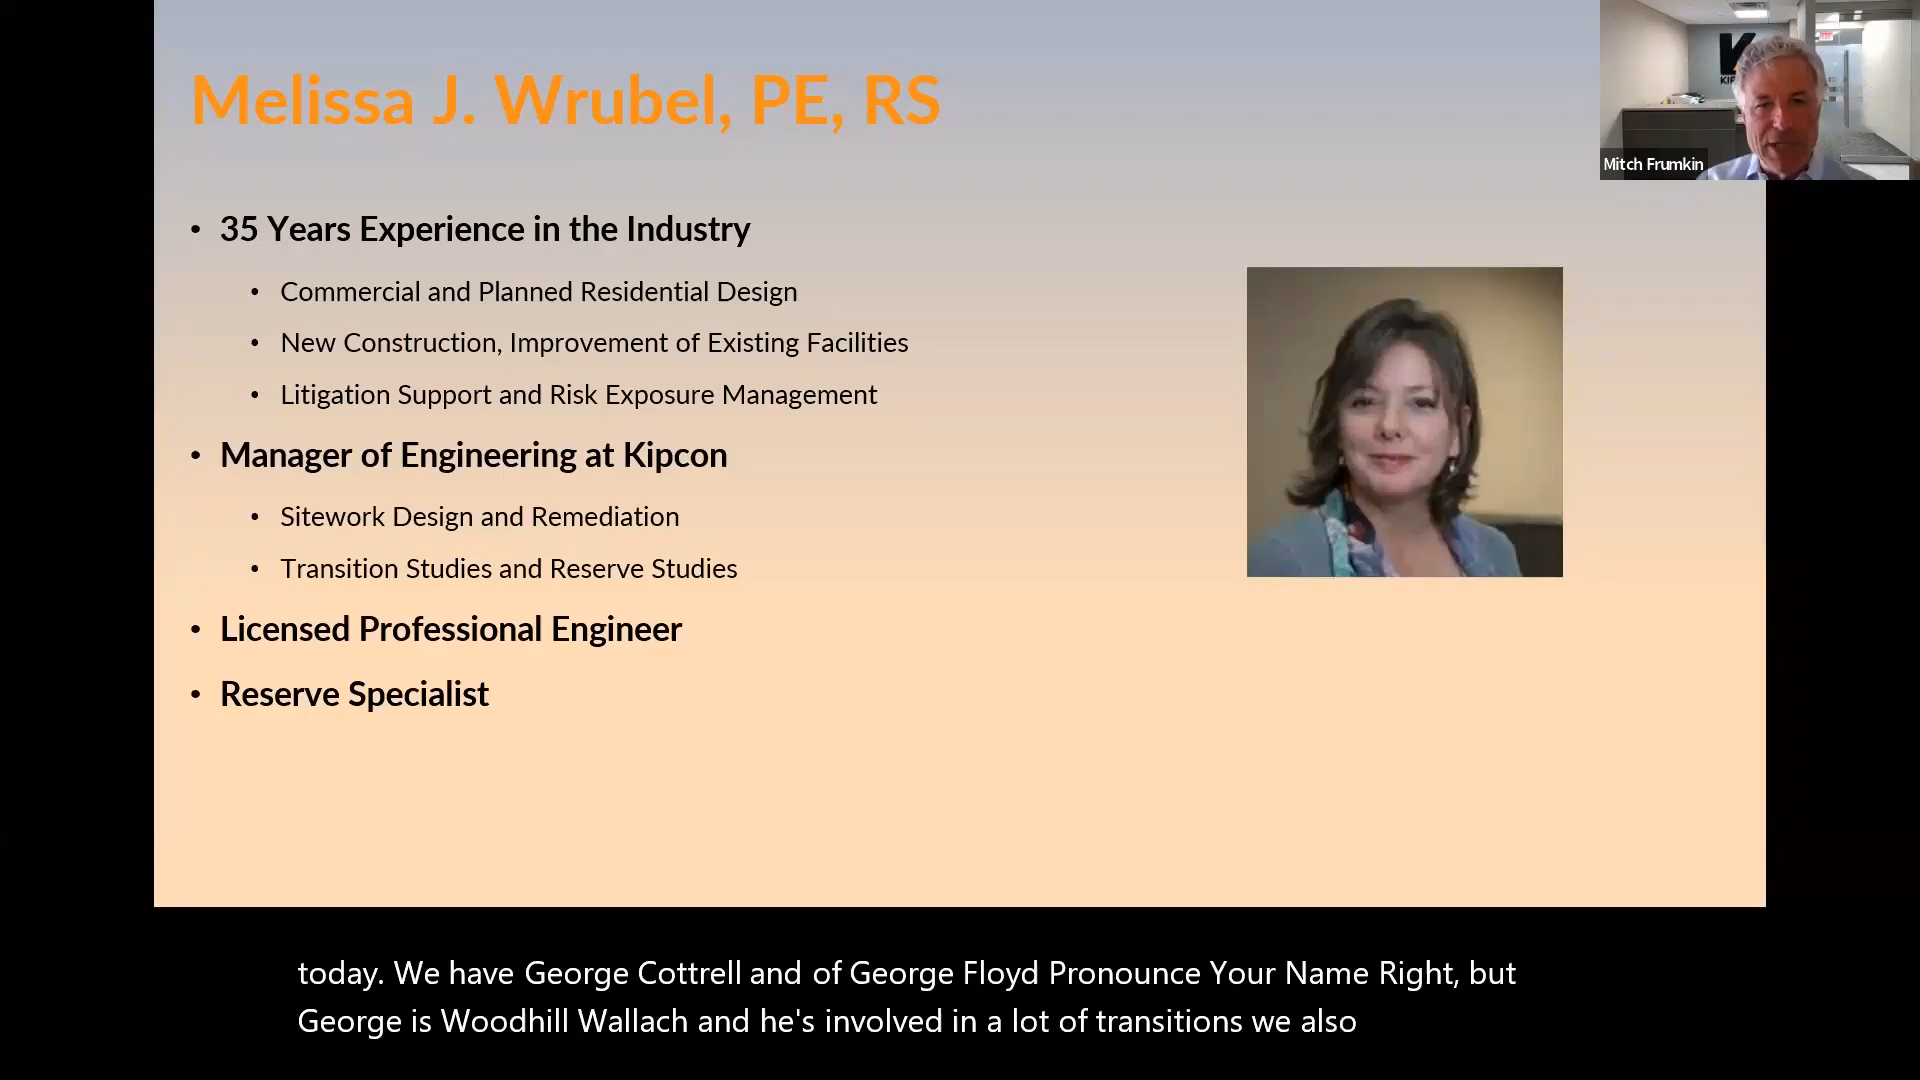 Melissa J. Wrubel, PE, RS
Mitch Frumkin
• 35 Years Experience in the Industry
• Commercial and Planned Residential Design
• New Construction, Improvement of Existing Facilities
• Litigation Support and Risk Exposure Management
• Manager of Engineering at Kipcon
• Sitework Design and Remediation
• Transition Studies and Reserve Studies
• Licensed Professional Engineer
• Reserve Specialist
today. We have George Cottrell and of George Floyd Pronounce Your Name Right, but
George is Woodhill Wallach and he's involved in a lot of transitions we also